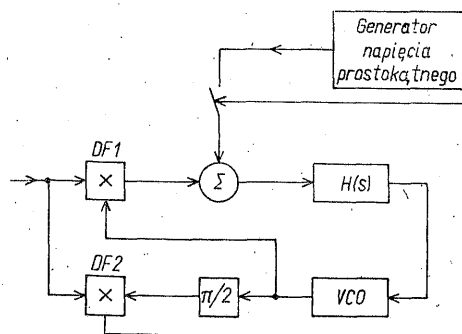 Generator
napięcia
prostokątnego
DF1
×
Σ
H(s)
DF2
×
π/2
VCO